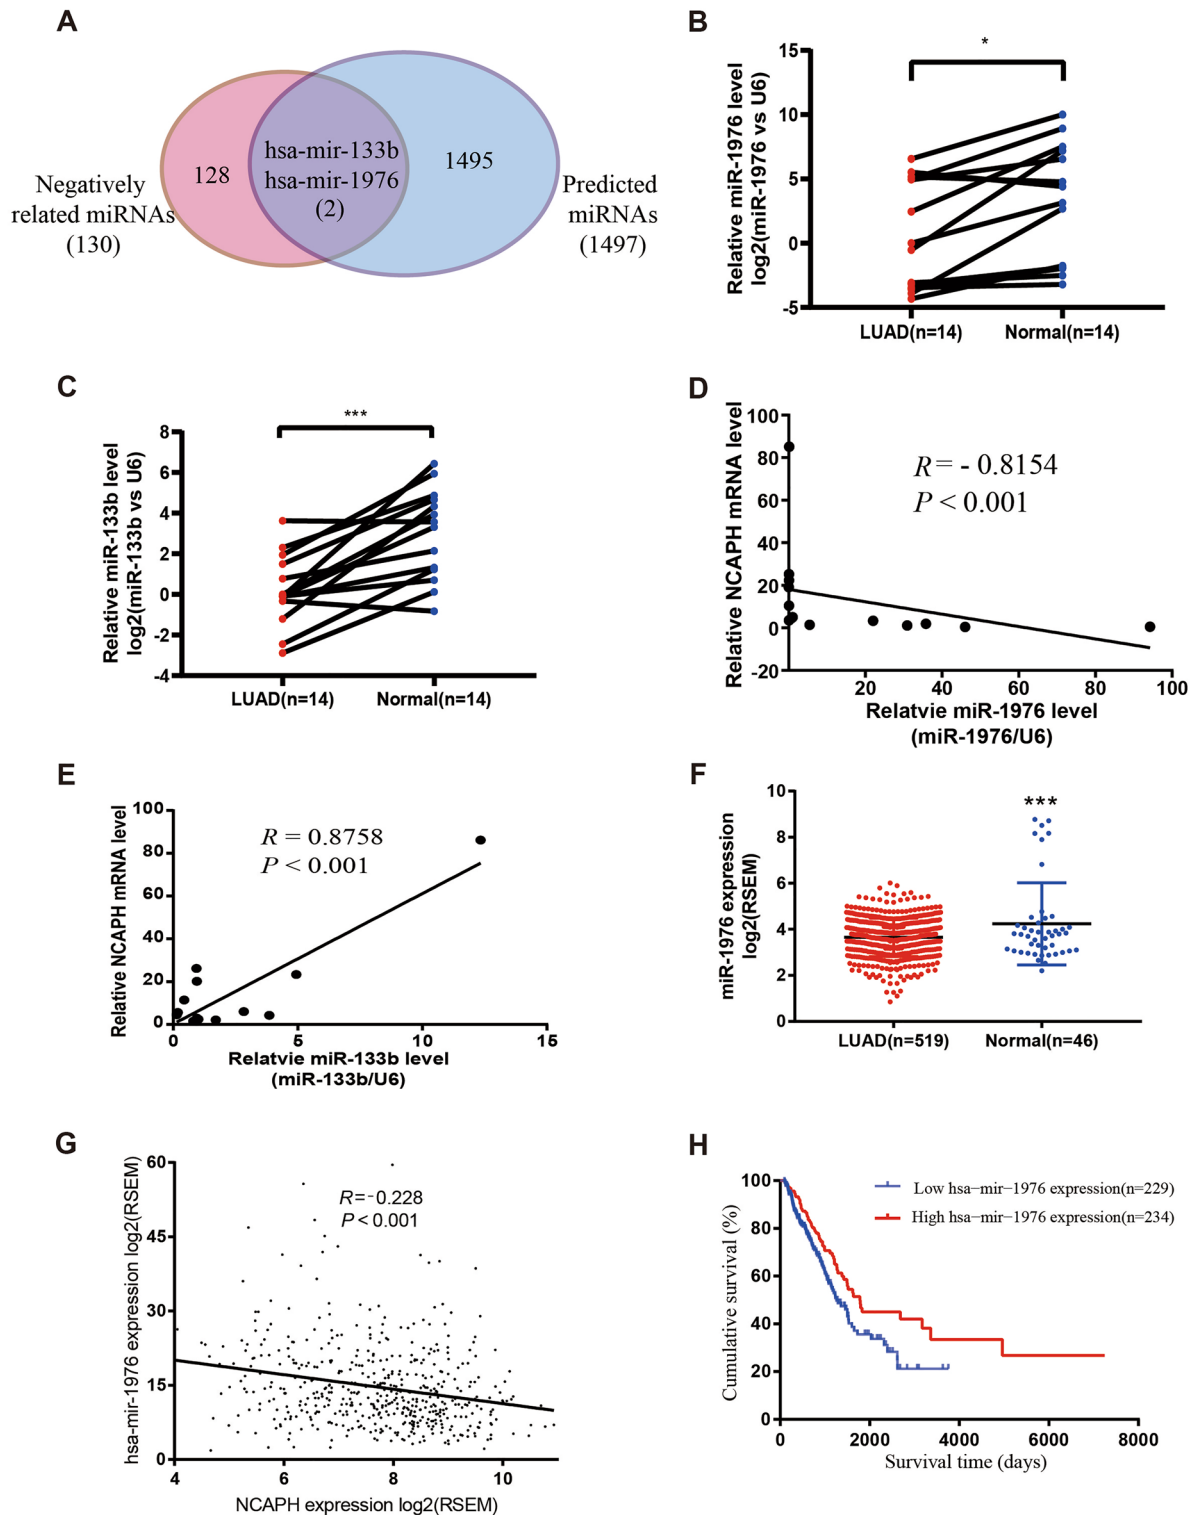 A
128
hsa-mir-133b
hsa-mir-1976
(2)
1495
Negatively
related miRNAs
(130)
Predicted
miRNAs
(1497)
B
Relative miR-1976 level
log2(miR-1976 vs U6)
15
10
5
0
-5
*
LUAD(n=14)
Normal(n=14)
C
Relative miR-133b level
log2(miR-133b vs U6)
8
6
4
2
0
-2
-4
***
LUAD(n=14)
Normal(n=14)
D
Relative NCAPH mRNA level
100
80
60
40
20
0
-20
R= - 0.8154
P < 0.001
20
40
60
80
100
Relatvie miR-1976 level
(miR-1976/U6)
E
Relative NCAPH mRNA level
100
80
60
40
20
0
R = 0.8758
P < 0.001
0
5
10
15
Relatvie miR-133b level
(miR-133b/U6)
F
miR-1976 expression
log2(RSEM)
10
8
6
4
2
0
***
LUAD(n=519)
Normal(n=46)
G
hsa-mir-1976 expression log2(RSEM)
60
45
30
15
0
R=-0.228
P<0.001
4
6
8
10
NCAPH expression log2(RSEM)
H
Cumulative survival (%)
100
80
60
40
20
0
Low hsa-mir-1976 expression(n=229)
High hsa-mir-1976 expression(n=234)
0
2000
4000
6000
8000
Survival time (days)